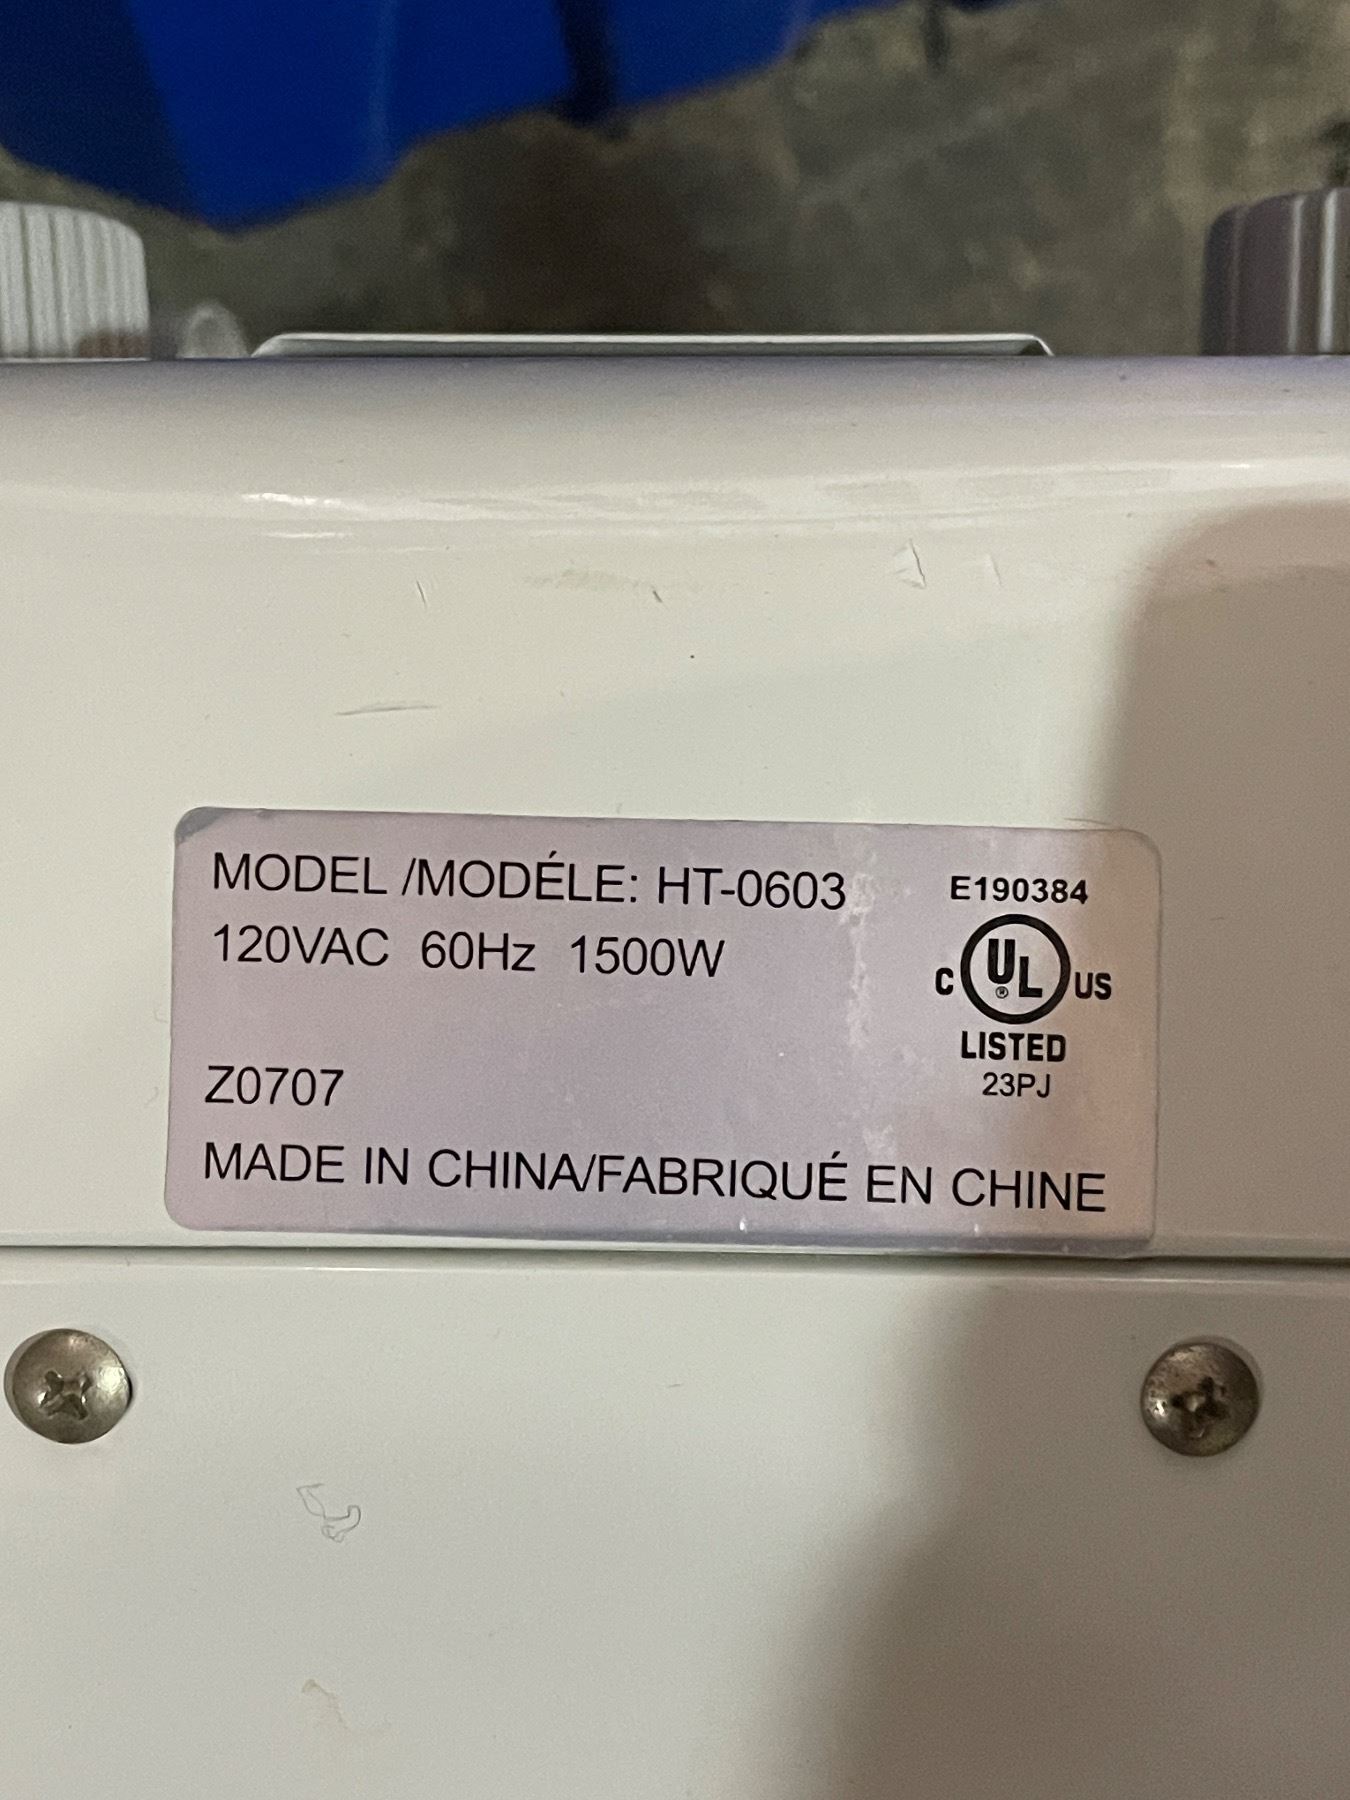 MODEL /MODÉLE: HT-0603
120VAC 60Hz 1500W
E190384
C UL® US
LISTED
23PJ
Z0707
MADE IN CHINA/FABRIQUÉ EN CHINE